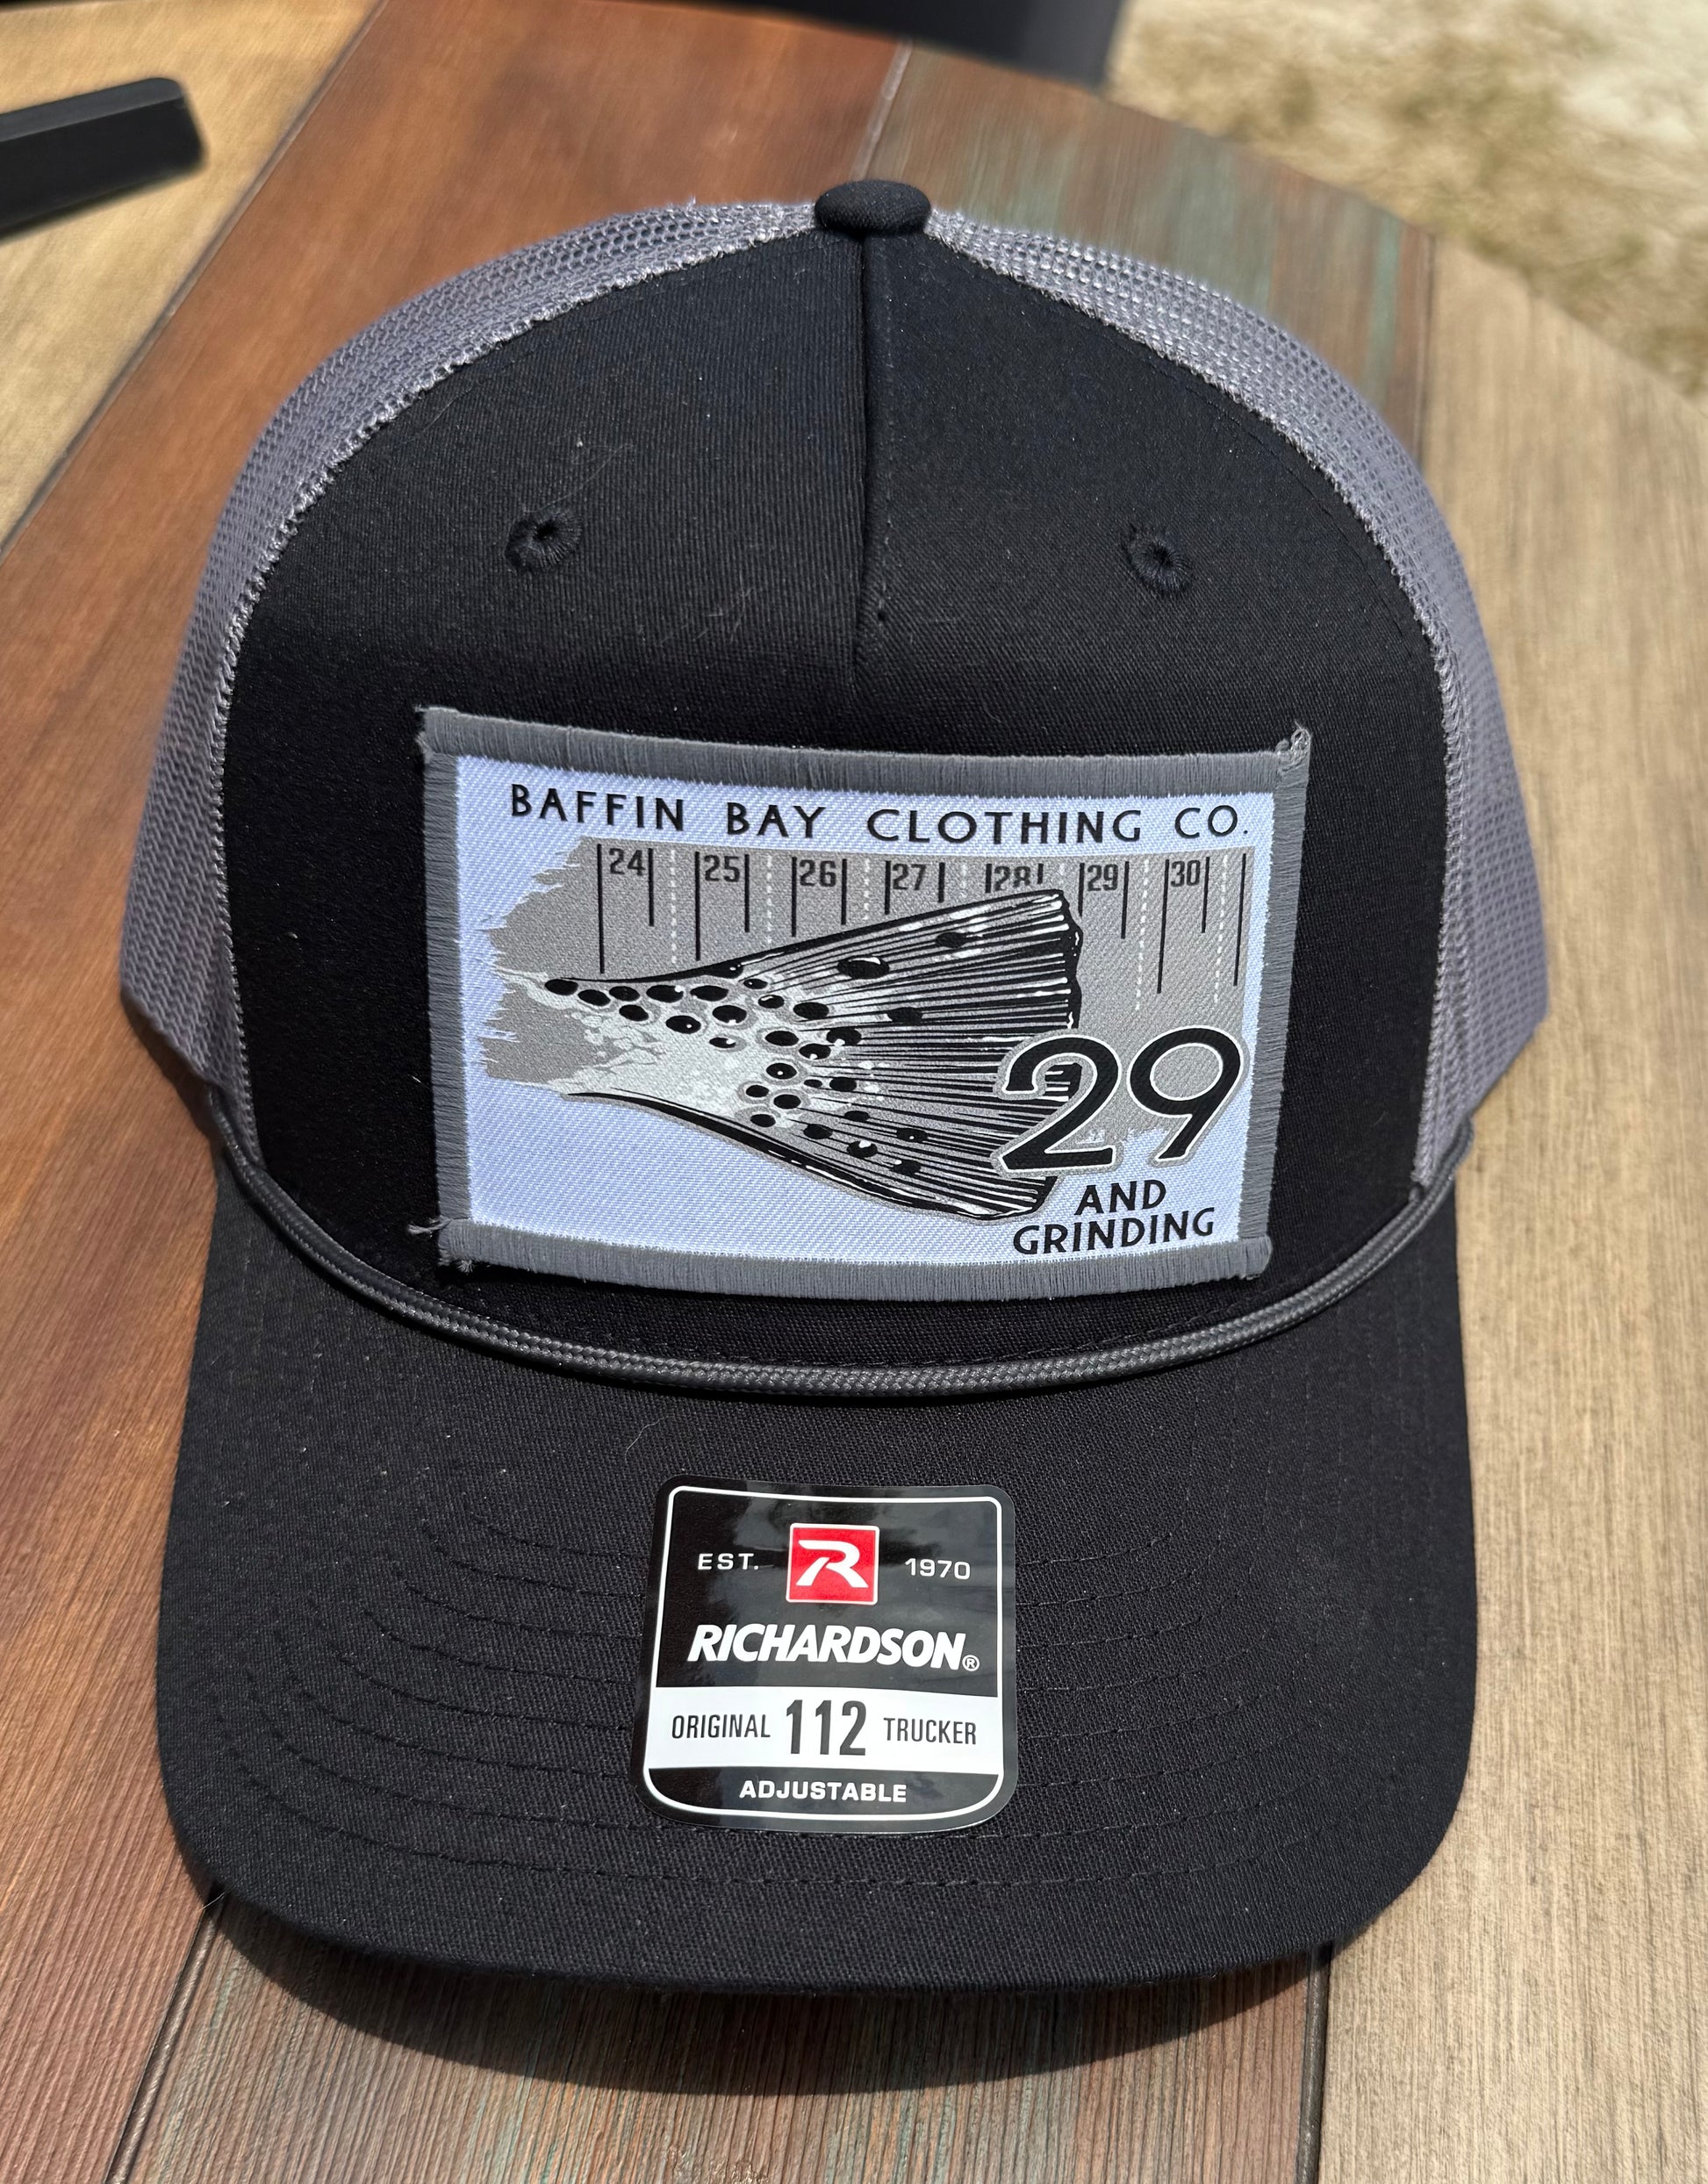 BAFFIN BAY CLOTHING CO.
24 25 26 27 28 29 30
29
AND
GRINDING
EST. R 1970
RICHARDSON®
ORIGINAL 112 TRUCKER
ADJUSTABLE